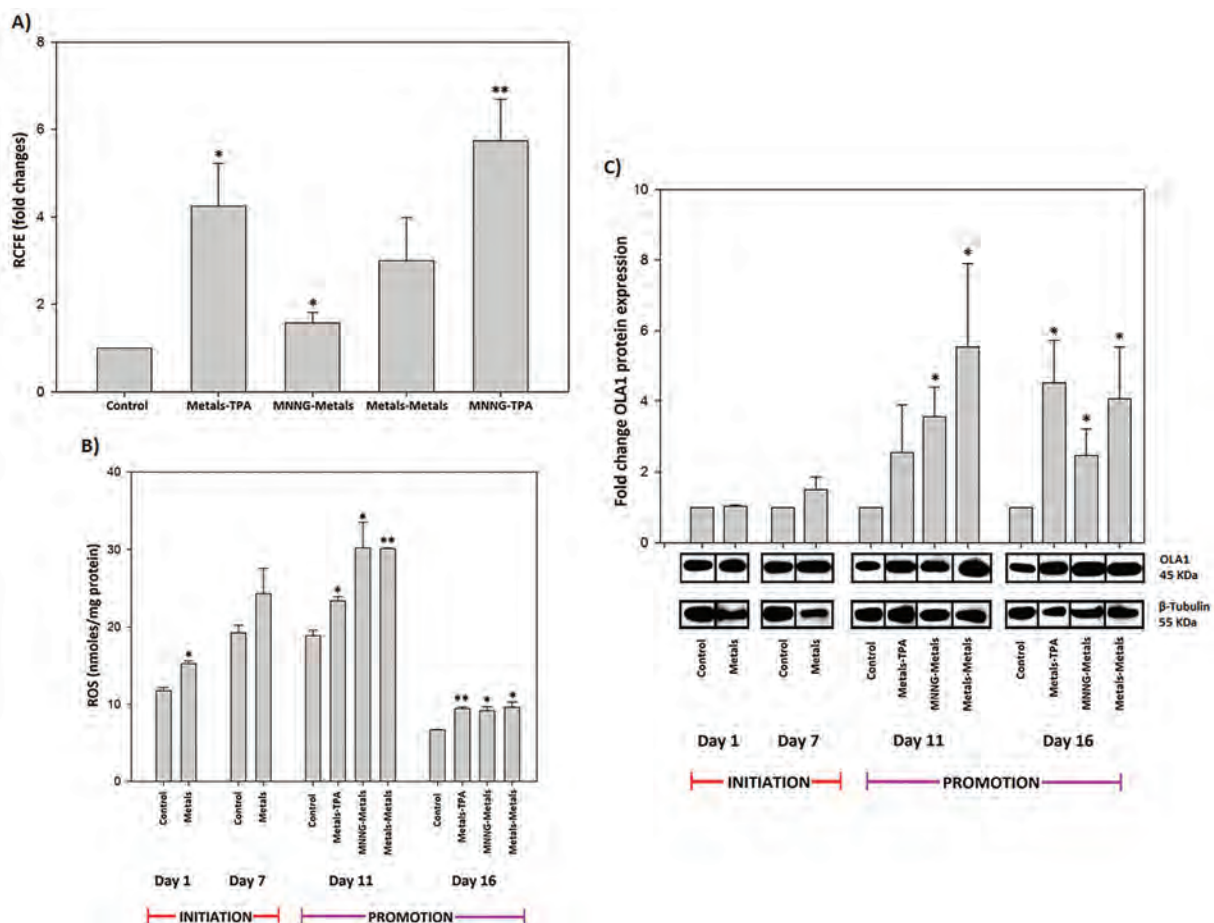 A)
8
6
4
2
0
RCFE (fold changes)
*
*
**
Control Metals-TPA MNNG-Metals Metals-Metals MNNG-TPA
B)
40
30
20
10
0
ROS (nmoles/mg protein)
*
*
*
**
**
*
*
Control Metals Control Metal Control Metals-TPA MNNG-Metals Metals-Metals Control Metals-TPA MNNG-Metals Metals-Metals
Day 1 Day 7 Day 11 Day 16
INITIATION PROMOTION
C)
10
8
6
4
2
0
Fold change OLA1 protein expression
*
*
*
*
*
OLA1
45 KDa
β-Tubulin
55 KDa
Control Metals Control Metals Control Metals-TPA MNNG-Metals Metals-Metals Control Metals-TPA MNNG-Metals Metals-Metals
Day 1 Day 7 Day 11 Day 16
INITIATION PROMOTION